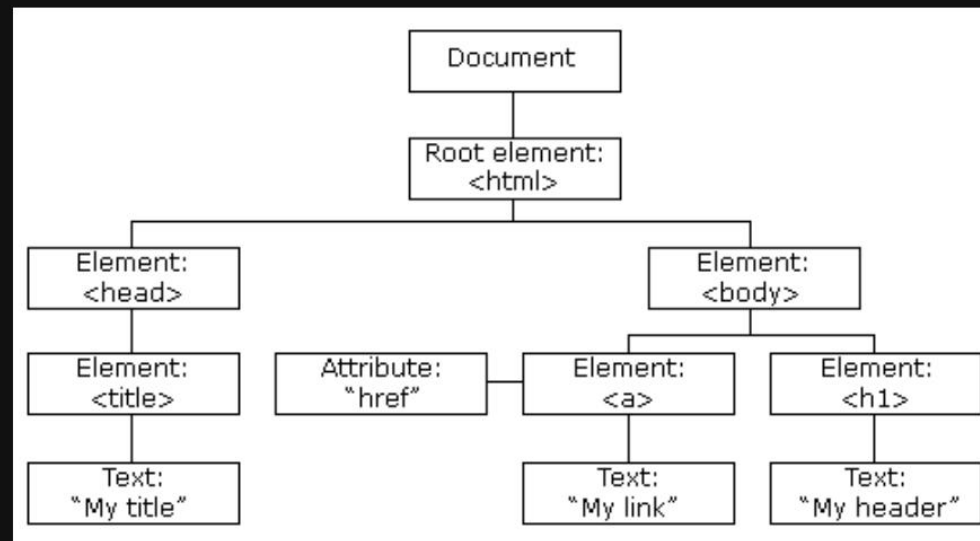 Document
Root element:
<html>
Element:
<head>
Element:
<body>
Element:
<title>
Attribute:
“href”
Element:
<a>
Element:
<h1>
Text:
“My title”
Text:
“My link”
Text:
“My header”